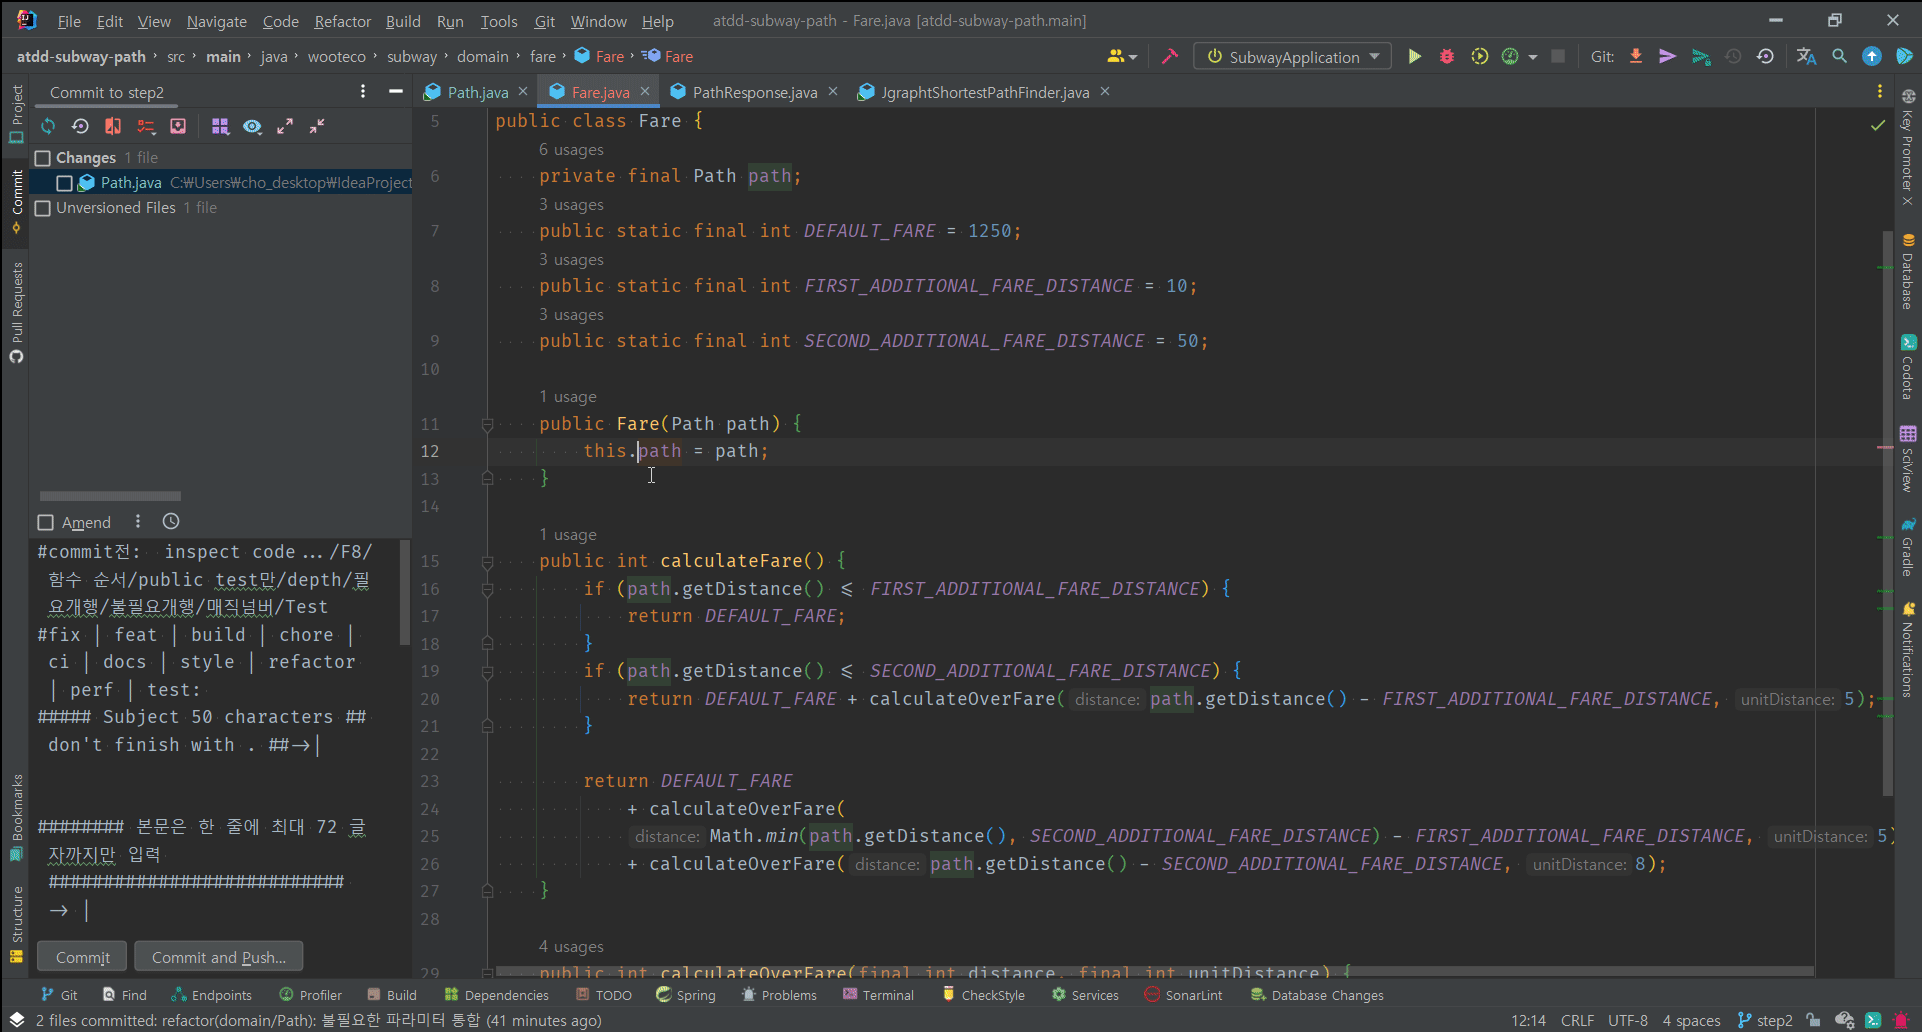 File Edit View Navigate Code Refactor Build Run Tools Git Window Help atdd-subway-path - Fare.java [atdd-subway-path.main]
atdd-subway-path › src › main › java › wooteco › subway › domain › fare › Fare › Fare
SubwayApplication
Git:
Commit to step2
Path.java
Fare.java
PathResponse.java
JgraphtShortestPathFinder.java
Project
Commit
Pull Requests
Bookmarks
Structure
Changes 1 file
Path.java C:₩Users₩cho_desktop₩IdeaProject
Unversioned Files 1 file
Amend
#commit전: inspect code .../F8/
함수 순서/public test만/depth/필
요개행/불필요개행/매직넘버/Test
#fix | feat | build | chore |
ci | docs | style | refactor
| perf | test:
##### Subject 50 characters ##
don't finish with . ##->|
######## 본문은 한 줄에 최대 72 글
자까지만 입력
###########################
-> |
Commit
Commit and Push...
5 public class Fare {
6 usages
6 private final Path path;
3 usages
7 public static final int DEFAULT_FARE = 1250;
3 usages
8 public static final int FIRST_ADDITIONAL_FARE_DISTANCE = 10;
3 usages
9 public static final int SECOND_ADDITIONAL_FARE_DISTANCE = 50;
10
1 usage
11 public Fare(Path path) {
12 this.path = path;
13 }
14
1 usage
15 public int calculateFare() {
16 if (path.getDistance() <= FIRST_ADDITIONAL_FARE_DISTANCE) {
17 return DEFAULT_FARE;
18 }
19 if (path.getDistance() <= SECOND_ADDITIONAL_FARE_DISTANCE) {
20 return DEFAULT_FARE + calculateOverFare( distance: path.getDistance() - FIRST_ADDITIONAL_FARE_DISTANCE, unitDistance: 5);
21 }
22
23 return DEFAULT_FARE
24 + calculateOverFare(
25 distance: Math.min(path.getDistance(), SECOND_ADDITIONAL_FARE_DISTANCE) - FIRST_ADDITIONAL_FARE_DISTANCE, unitDistance: 5)
26 + calculateOverFare( distance: path.getDistance() - SECOND_ADDITIONAL_FARE_DISTANCE, unitDistance: 8);
27 }
28
4 usages
29 public int calculateOverFare(final int distance, final int unitDistance) {
Key Promoter X
Database
Codota
SciView
Gradle
Notifications
Git Find Endpoints Profiler Build Dependencies TODO Spring Problems Terminal CheckStyle Services SonarLint Database Changes
2 files committed: refactor(domain/Path): 불필요한 파라미터 통합 (41 minutes ago)
12:14 CRLF UTF-8 4 spaces step2